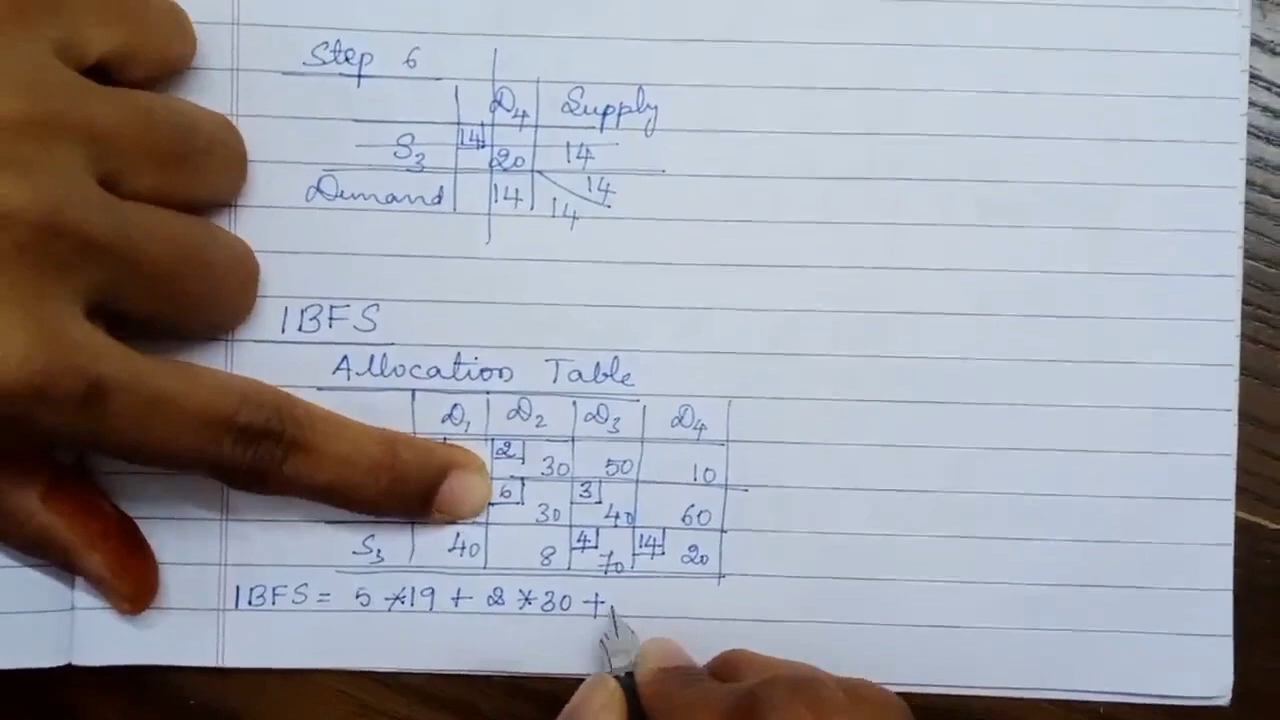 Step 6
D4 Supply
S3 14 20 14
Demand 14 14
14
IBFS
Allocation Table
D1 D2 D3 D4
2 30 50 10
6 30 3 40 60
S3 40 8 4 70 14 20
IBFS = 5 * 19 + 2 * 30 +